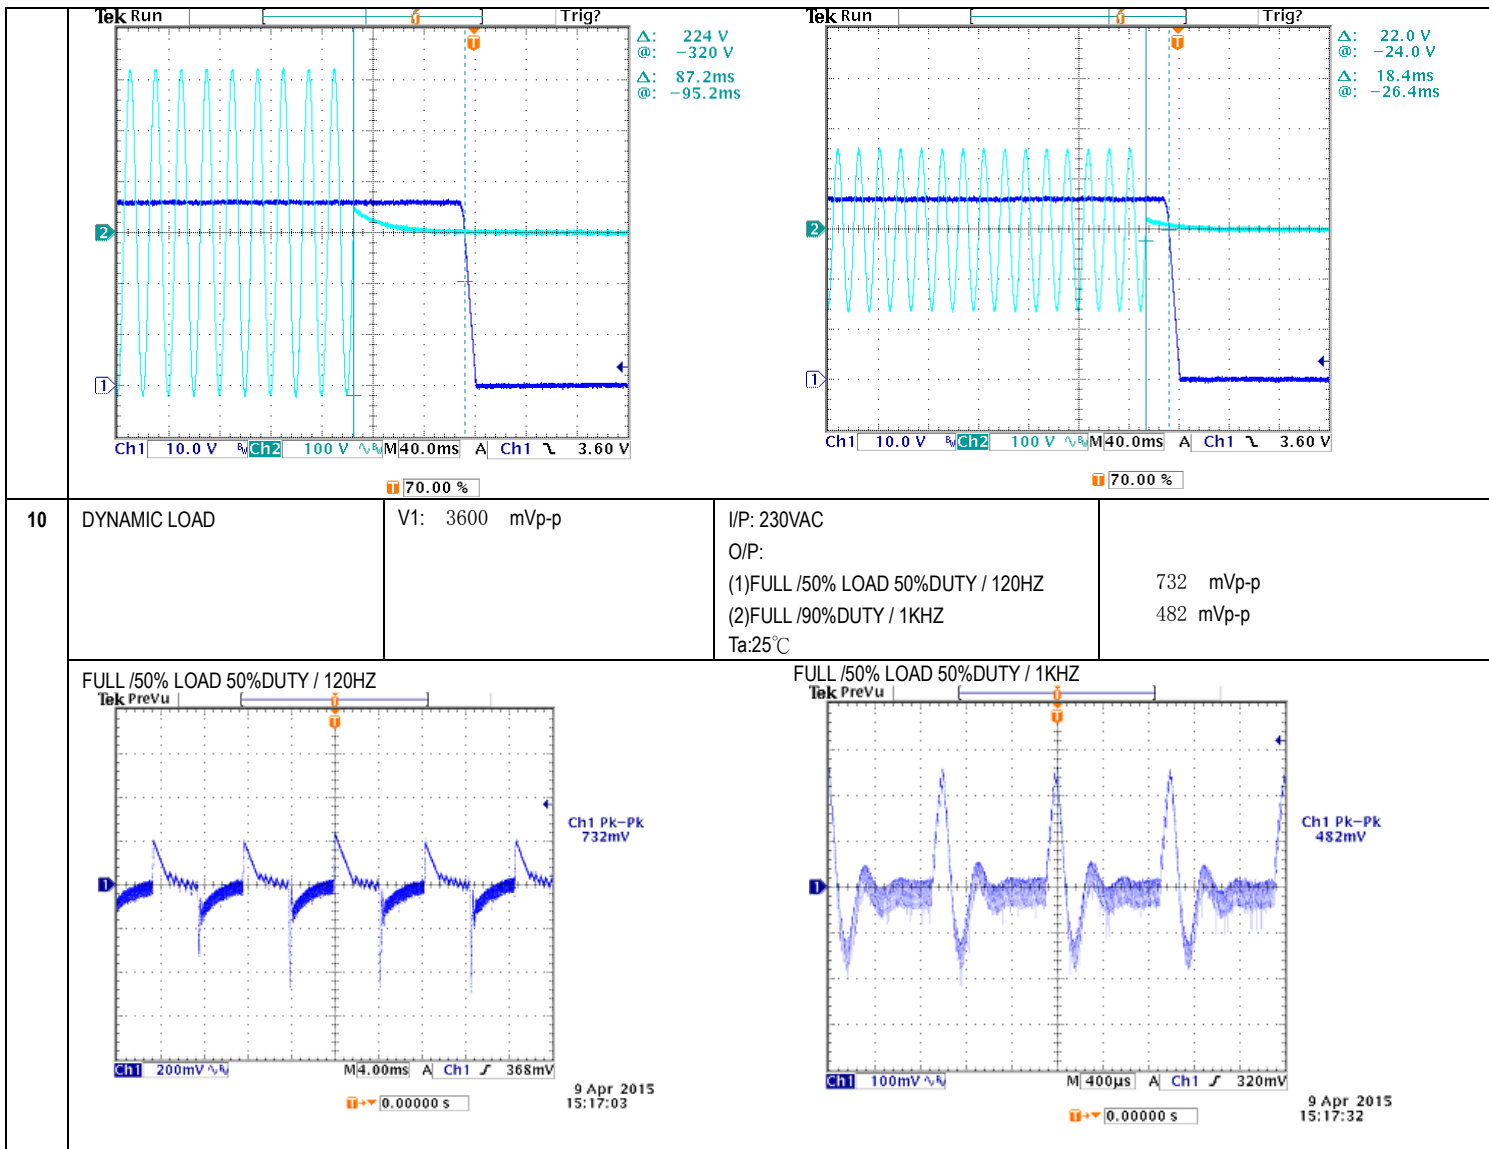 Tek Run Trig?
Δ: 224 V
@: −320 V
Δ: 87.2ms
@: −95.2ms
2
1
Ch1 10.0 V Bw Ch2 100 V ∿Bw M 40.0ms A Ch1 ʅ 3.60 V
T 70.00 %
Tek Run Trig?
Δ: 22.0 V
@: −24.0 V
Δ: 18.4ms
@: −26.4ms
2
1
Ch1 10.0 V Bw Ch2 100 V ∿Bw M 40.0ms A Ch1 ʅ 3.60 V
T 70.00 %
10
DYNAMIC LOAD
V1: 3600 mVp-p
I/P: 230VAC
O/P:
(1)FULL /50% LOAD 50%DUTY / 120HZ
(2)FULL /90%DUTY / 1KHZ
Ta:25℃
732 mVp-p
482 mVp-p
FULL /50% LOAD 50%DUTY / 120HZ
Tek PreVu
T
1
Ch1 Pk−Pk
732mV
Ch1 200mV ∿Bw M 4.00ms A Ch1 ʃ 368mV
9 Apr 2015
T→▼ 0.00000 s 15:17:03
FULL /50% LOAD 50%DUTY / 1KHZ
Tek PreVu
T
1
Ch1 Pk−Pk
482mV
Ch1 100mV ∿Bw M 400µs A Ch1 ʃ 320mV
9 Apr 2015
T→▼ 0.00000 s 15:17:32